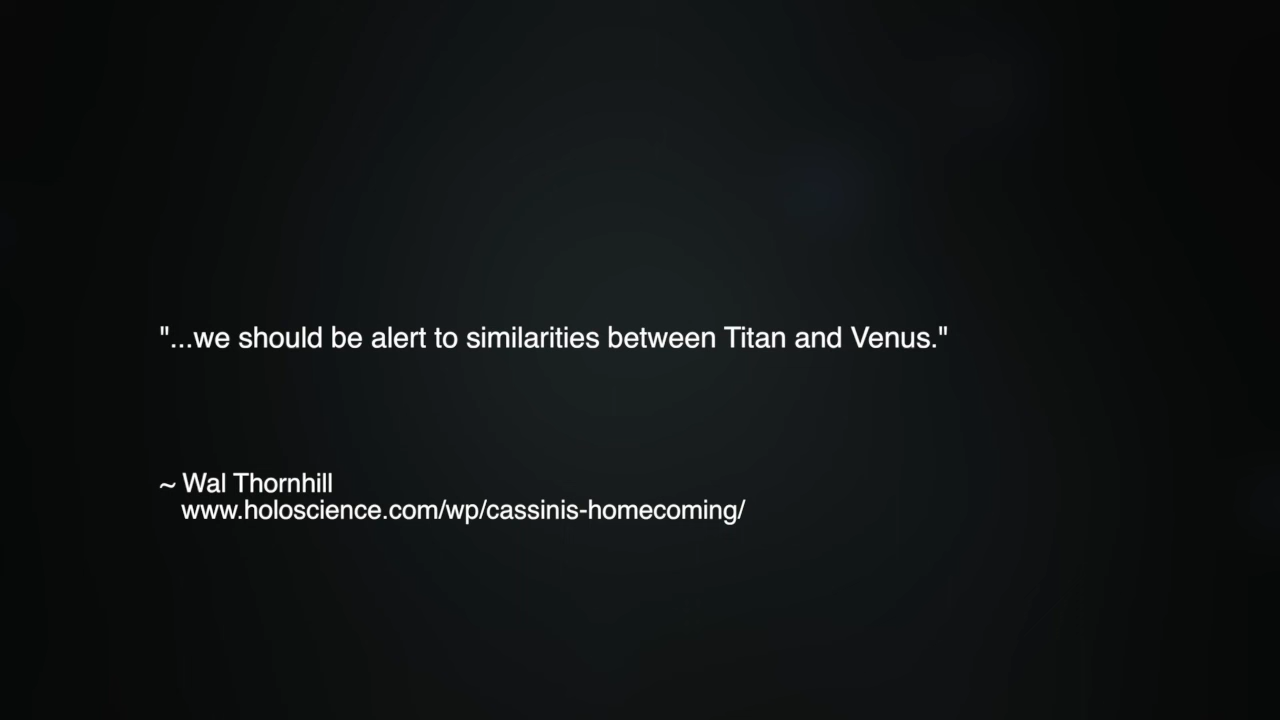 "...we should be alert to similarities between Titan and Venus."
~ Wal Thornhill
www.holoscience.com/wp/cassinis-homecoming/